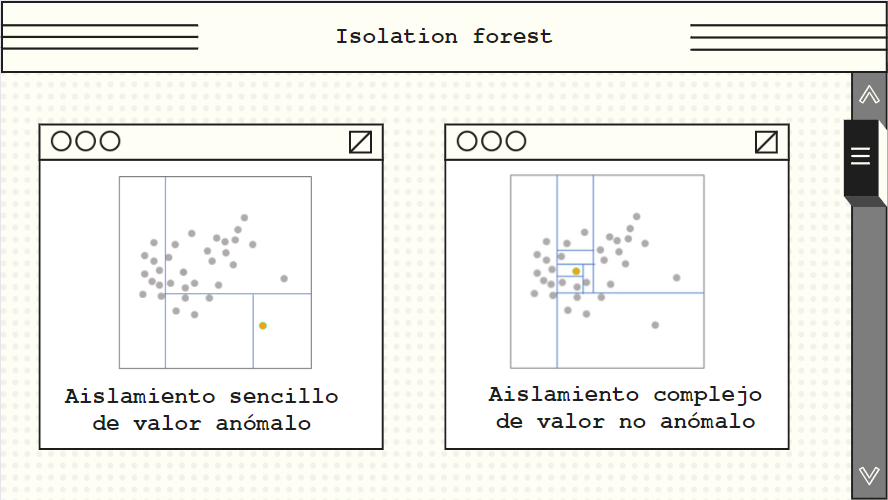 Isolation forest
Aislamiento sencillo
de valor anómalo
Aislamiento complejo
de valor no anómalo